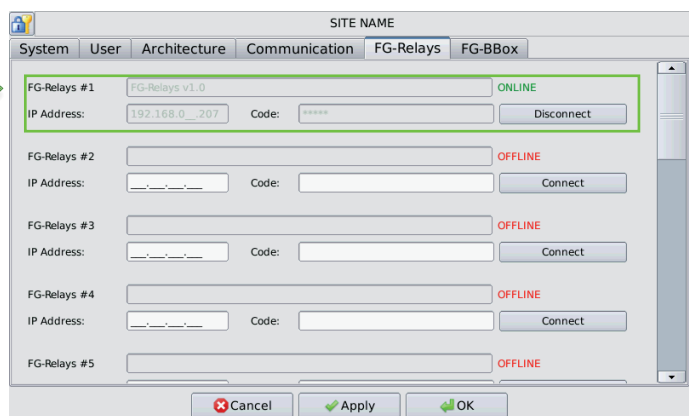 SITE NAME
System User Architecture Communication FG-Relays FG-BBox
FG-Relays #1 FG-Relays v1.0 ONLINE
IP Address: 192.168.0__.207 Code: ***** Disconnect
FG-Relays #2 OFFLINE
IP Address: __.__.__.__ Code: Connect
FG-Relays #3 OFFLINE
IP Address: __.__.__.__ Code: Connect
FG-Relays #4 OFFLINE
IP Address: __.__.__.__ Code: Connect
FG-Relays #5 OFFLINE
Cancel Apply OK